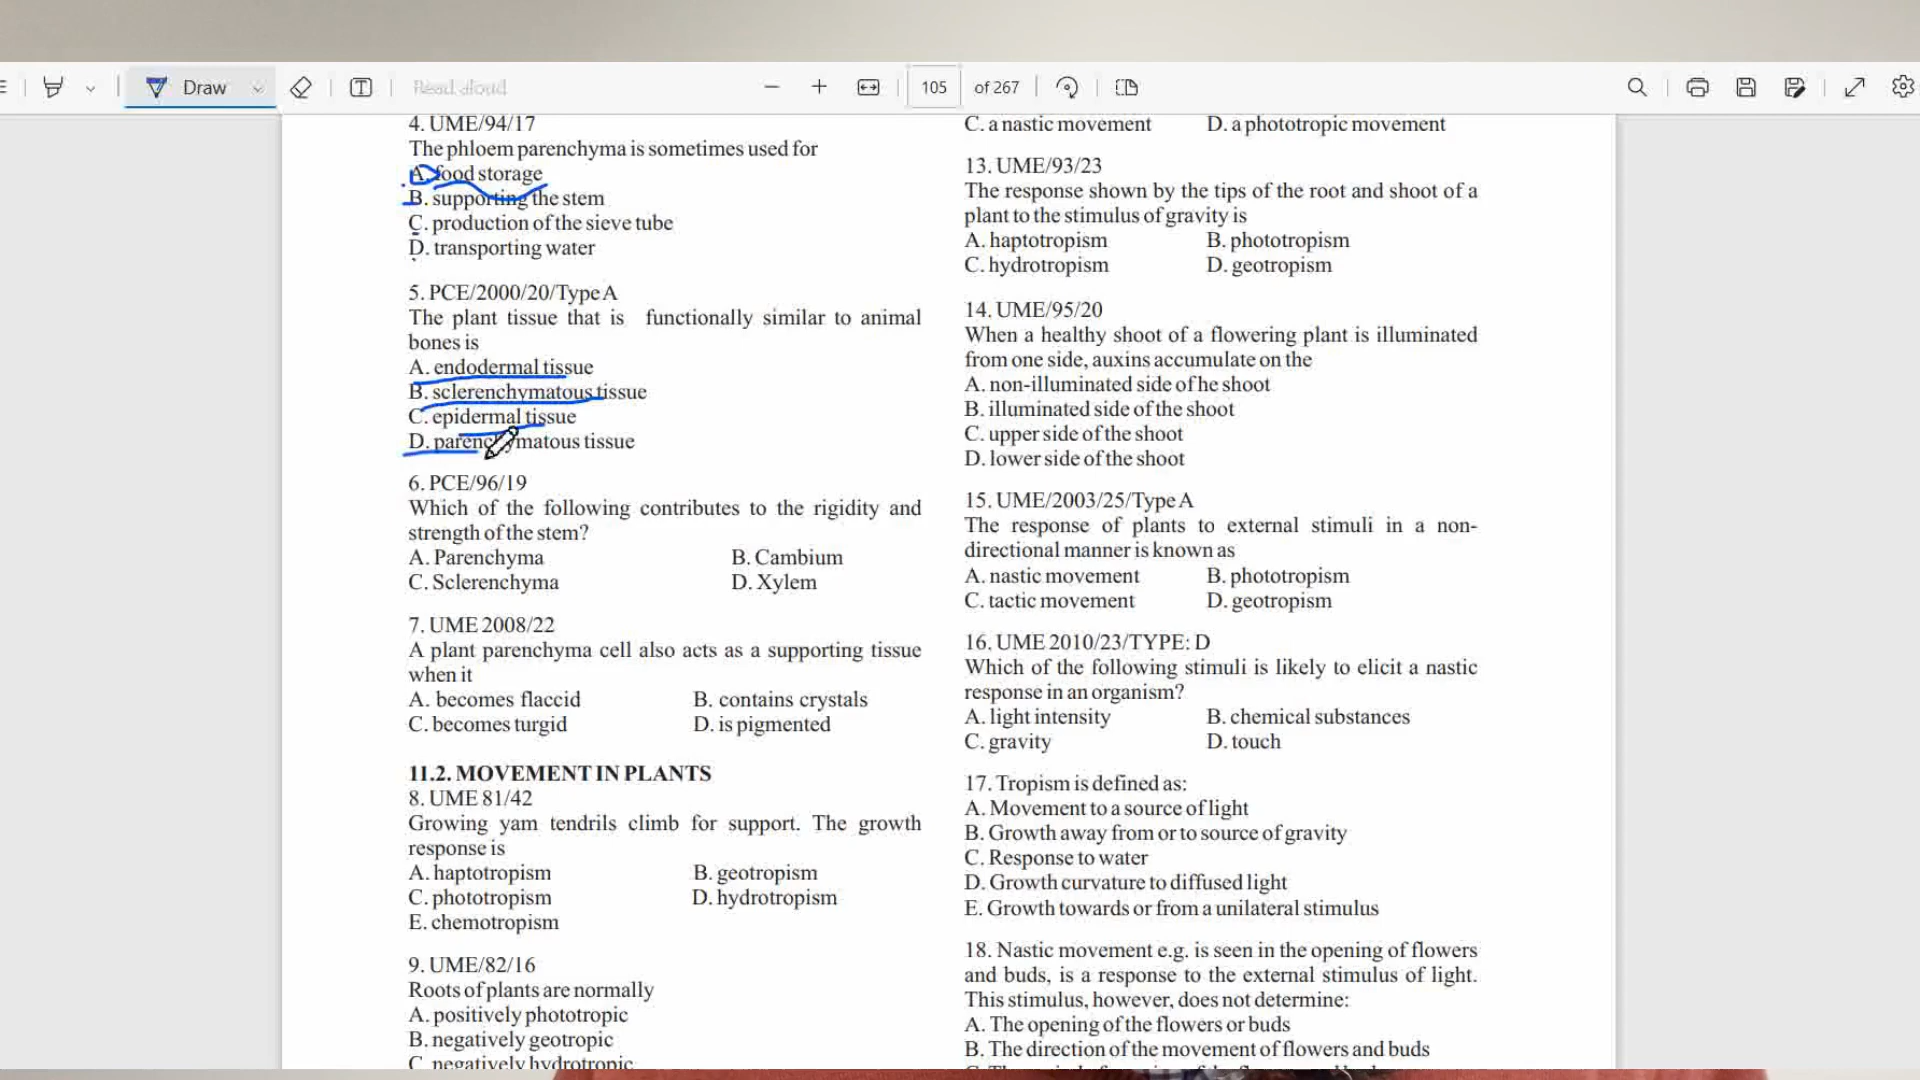 Draw
Read aloud
105 of 267
4. UME/94/17
The phloem parenchyma is sometimes used for
A. food storage
B. supporting the stem
C. production of the sieve tube
D. transporting water
5. PCE/2000/20/Type A
The plant tissue that is functionally similar to animal
bones is
A. endodermal tissue
B. sclerenchymatous tissue
C. epidermal tissue
D. parenchymatous tissue
6. PCE/96/19
Which of the following contributes to the rigidity and
strength of the stem?
A. Parenchyma B. Cambium
C. Sclerenchyma D. Xylem
7. UME 2008/22
A plant parenchyma cell also acts as a supporting tissue
when it
A. becomes flaccid B. contains crystals
C. becomes turgid D. is pigmented
11.2. MOVEMENT IN PLANTS
8. UME 81/42
Growing yam tendrils climb for support. The growth
response is
A. haptotropism B. geotropism
C. phototropism D. hydrotropism
E. chemotropism
9. UME/82/16
Roots of plants are normally
A. positively phototropic
B. negatively geotropic
C. negatively hydrotropic
C. a nastic movement D. a phototropic movement
13. UME/93/23
The response shown by the tips of the root and shoot of a
plant to the stimulus of gravity is
A. haptotropism B. phototropism
C. hydrotropism D. geotropism
14. UME/95/20
When a healthy shoot of a flowering plant is illuminated
from one side, auxins accumulate on the
A. non-illuminated side of he shoot
B. illuminated side of the shoot
C. upper side of the shoot
D. lower side of the shoot
15. UME/2003/25/Type A
The response of plants to external stimuli in a non-
directional manner is known as
A. nastic movement B. phototropism
C. tactic movement D. geotropism
16. UME 2010/23/TYPE: D
Which of the following stimuli is likely to elicit a nastic
response in an organism?
A. light intensity B. chemical substances
C. gravity D. touch
17. Tropism is defined as:
A. Movement to a source of light
B. Growth away from or to source of gravity
C. Response to water
D. Growth curvature to diffused light
E. Growth towards or from a unilateral stimulus
18. Nastic movement e.g. is seen in the opening of flowers
and buds, is a response to the external stimulus of light.
This stimulus, however, does not determine:
A. The opening of the flowers or buds
B. The direction of the movement of flowers and buds